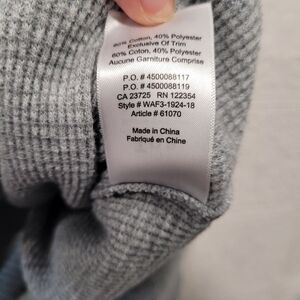 60% Cotton, 40% Polyester
Exclusive Of Trim
60% Coton, 40% Polyester
Aucune Garniture Comprise
P.O. # 4500088117
P.O. # 4500088119
CA 23725 RN 122354
Style # WAF3-1924-18
Article # 61070
Made in China
Fabriqué en Chine